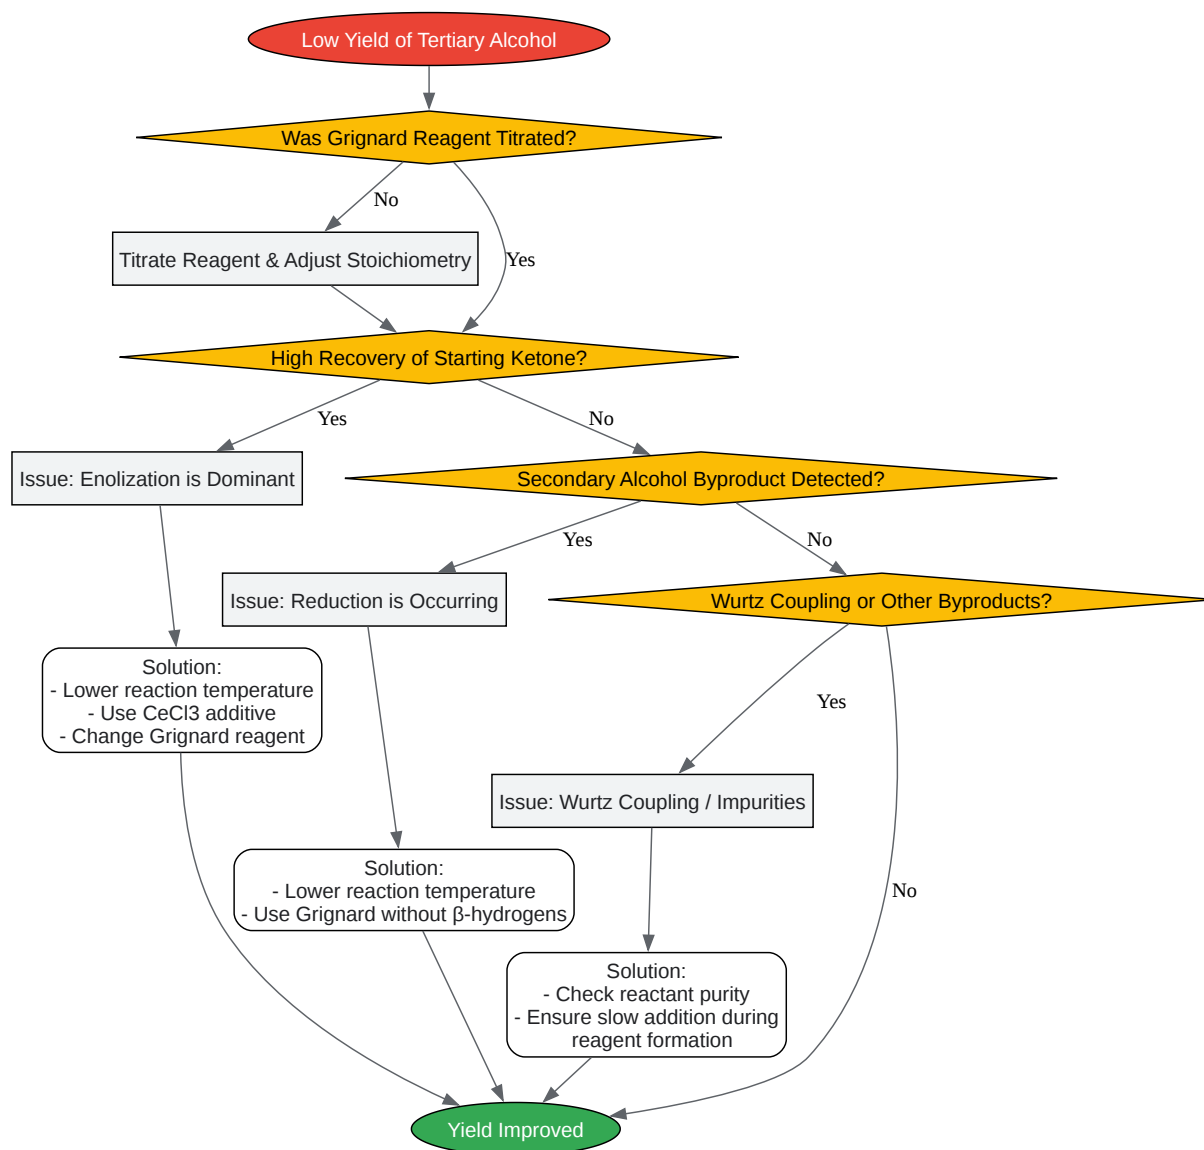 Low Yield of Tertiary Alcohol
Was Grignard Reagent Titrated?
No
Titrate Reagent & Adjust Stoichiometry
Yes
High Recovery of Starting Ketone?
Yes
No
Issue: Enolization is Dominant
Secondary Alcohol Byproduct Detected?
Yes
No
Issue: Reduction is Occurring
Wurtz Coupling or Other Byproducts?
Solution:
- Lower reaction temperature
- Use CeCl3 additive
- Change Grignard reagent
Yes
Issue: Wurtz Coupling / Impurities
Solution:
- Lower reaction temperature
- Use Grignard without β-hydrogens
No
Solution:
- Check reactant purity
- Ensure slow addition during
reagent formation
Yield Improved